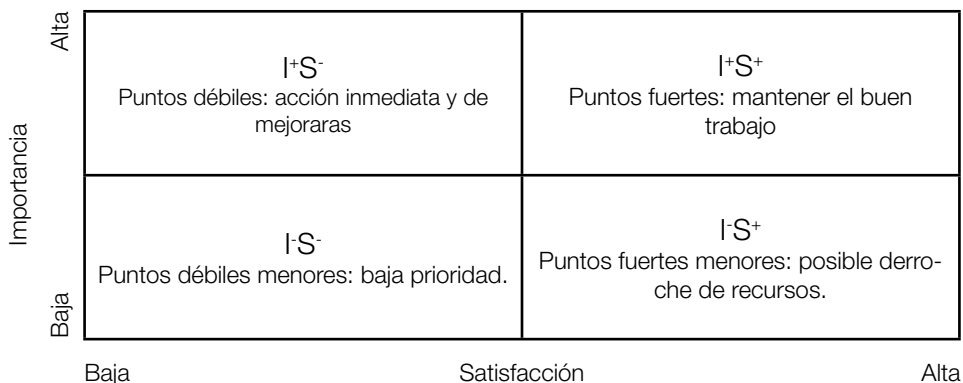 Alta
I⁺S⁻
Puntos débiles: acción inmediata y de
mejoraras
I⁺S⁺
Puntos fuertes: mantener el buen
trabajo
Importancia
I⁻S⁻
Puntos débiles menores: baja prioridad.
I⁻S⁺
Puntos fuertes menores: posible derro-
che de recursos.
Baja
Baja
Satisfacción
Alta